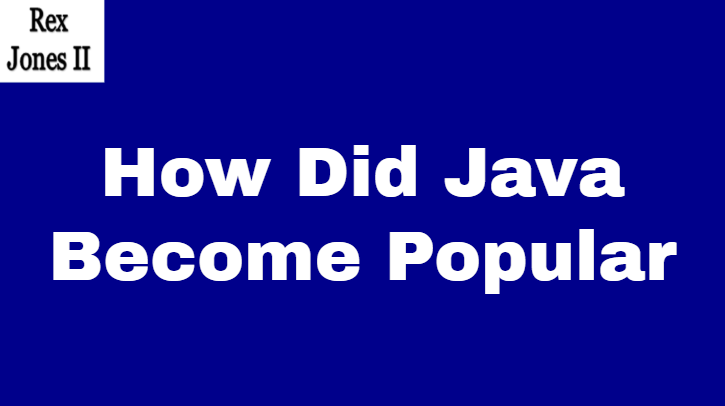 Rex
Jones II
How Did Java
Become Popular